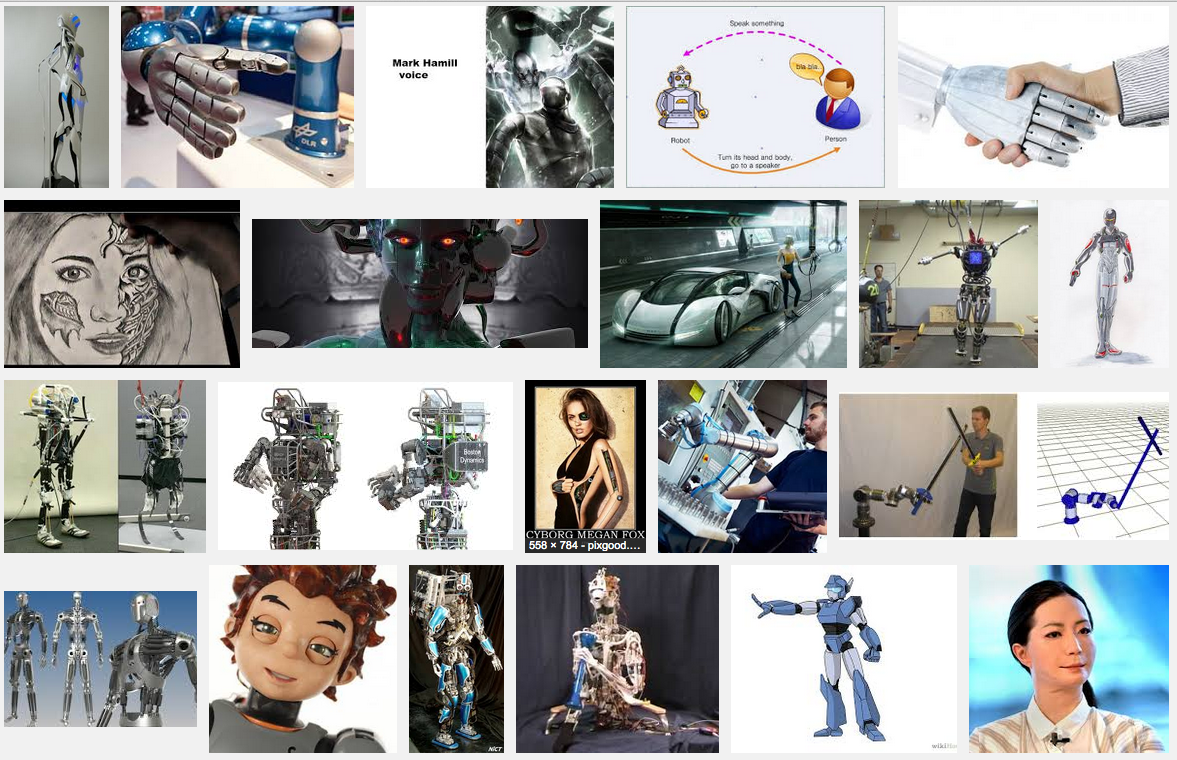 DLR
Mark Hamill
voice
Speak something
bla bla
Robot
Person
Turn its head and body,
go to a speaker
Boston
Dynamics
CYBORG MEGAN FOX
558 × 784 - pixgood....
NICT
wikiHow